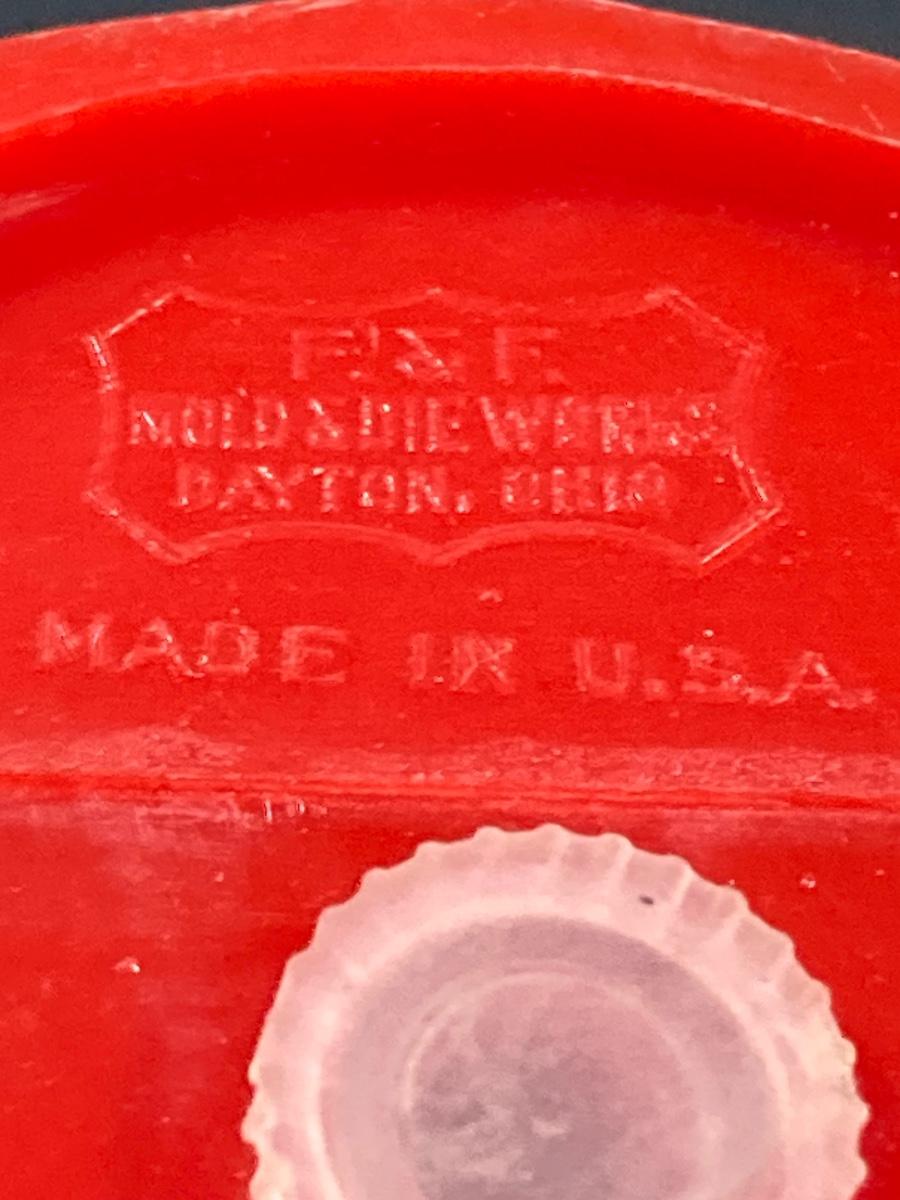 F. & F.
MOLD & DIE WORKS
DAYTON, OHIO
MADE IN U.S.A.